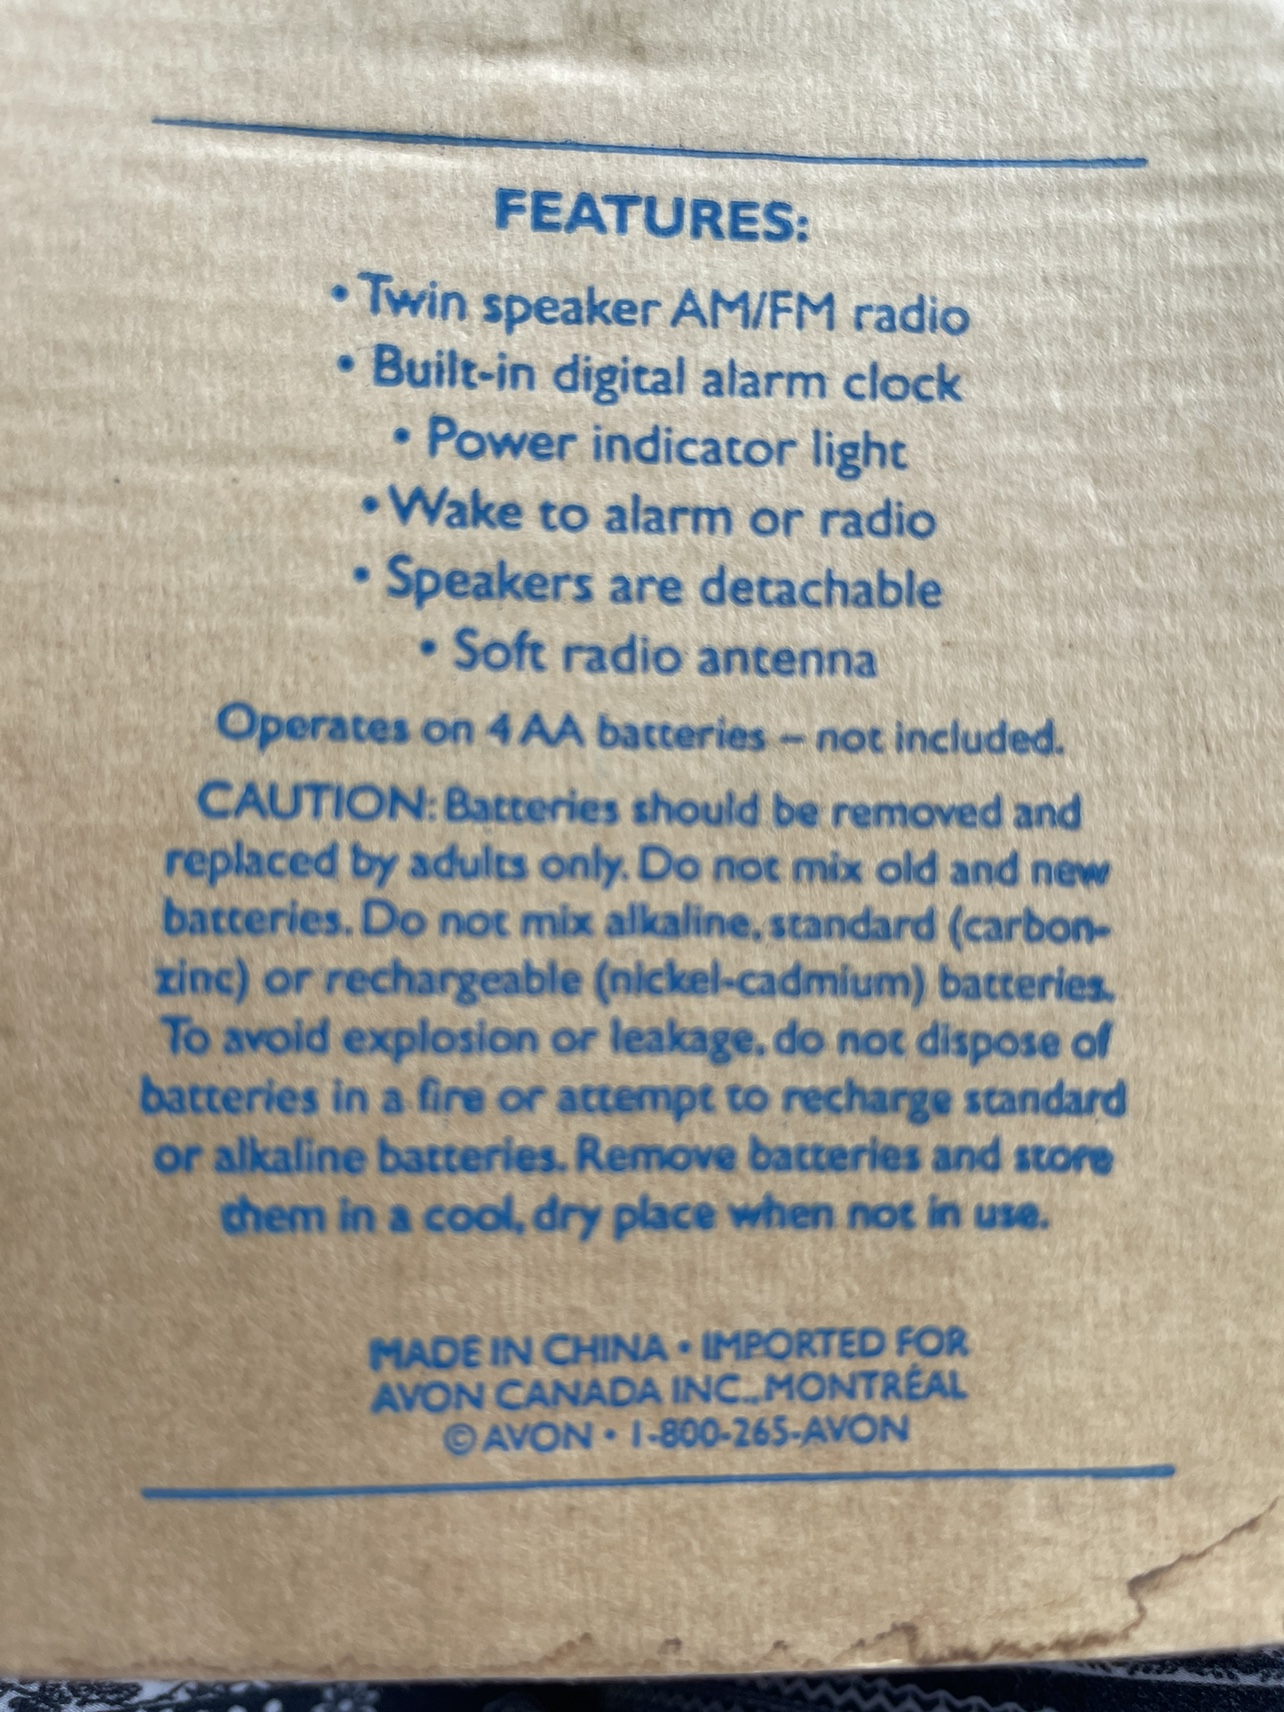 FEATURES:
• Twin speaker AM/FM radio
• Built-in digital alarm clock
• Power indicator light
• Wake to alarm or radio
• Speakers are detachable
• Soft radio antenna
Operates on 4 AA batteries – not included.
CAUTION: Batteries should be removed and
replaced by adults only. Do not mix old and new
batteries. Do not mix alkaline, standard (carbon-
zinc) or rechargeable (nickel-cadmium) batteries.
To avoid explosion or leakage, do not dispose of
batteries in a fire or attempt to recharge standard
or alkaline batteries. Remove batteries and store
them in a cool, dry place when not in use.
MADE IN CHINA • IMPORTED FOR
AVON CANADA INC., MONTRÉAL
© AVON • 1-800-265-AVON